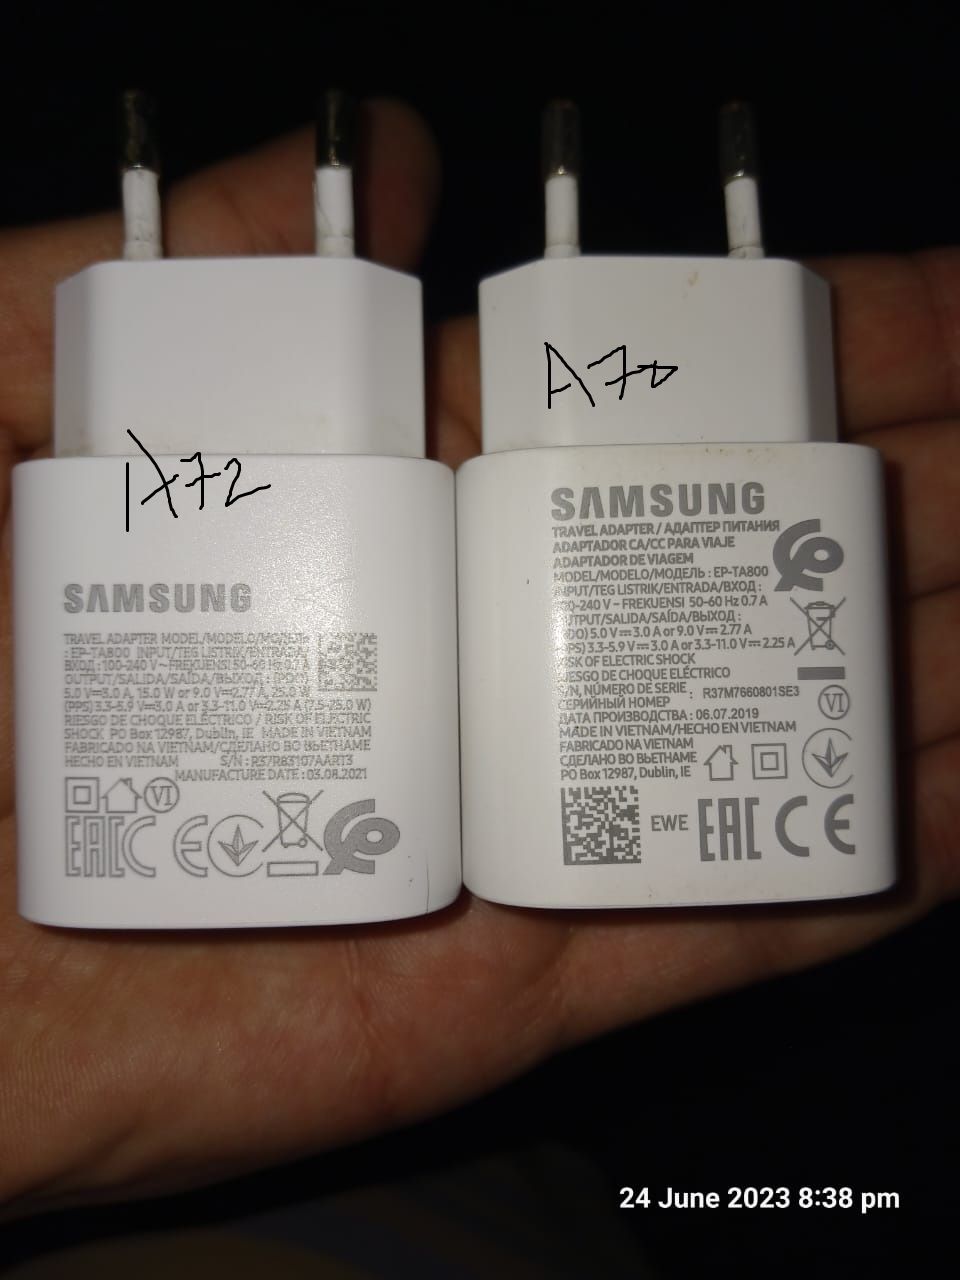 A72
SAMSUNG
TRAVEL ADAPTER MODEL/MODELO/МОДЕЛЬ
: EP-TA800 INPUT/TEG LISTRIK/ENTRADA/
ВХОД : 100-240 V ~ FREKUENSI 50-60 Hz 0.7 A
OUTPUT/SALIDA/SAÍDA/ВЫХОД : (PDO)
5.0 V⎓3.0 A, 15.0 W or 9.0 V⎓2.77 A, 25.0 W
(PPS) 3.3-5.9 V⎓3.0 A or 3.3-11.0 V⎓2.25 A (7.5-25.0 W)
RIESGO DE CHOQUE ELÉCTRICO / RISK OF ELECTRIC
SHOCK PO Box 12987, Dublin, IE MADE IN VIETNAM
FABRICADO NA VIETNAM/СДЕЛАНО ВО ВЬЕТНАМЕ
HECHO EN VIETNAM S/N : R37R83107AART3
MANUFACTURE DATE : 03.08.2021
VI
EAC CE
A70
SAMSUNG
TRAVEL ADAPTER / АДАПТЕР ПИТАНИЯ
ADAPTADOR CA/CC PARA VIAJE
ADAPTADOR DE VIAGEM
MODEL/MODELO/МОДЕЛЬ : EP-TA800
INPUT/TEG LISTRIK/ENTRADA/ВХОД :
100-240 V ~ FREKUENSI 50-60 Hz 0.7 A
OUTPUT/SALIDA/SAÍDA/ВЫХОД :
(PDO) 5.0 V⎓3.0 A or 9.0 V⎓2.77 A
(PPS) 3.3-5.9 V⎓3.0 A or 3.3-11.0 V⎓2.25 A
RISK OF ELECTRIC SHOCK
RIESGO DE CHOQUE ELÉCTRICO
S/N, NÚMERO DE SERIE : R37M7660801SE3
СЕРИЙНЫЙ НОМЕР
ДАТА ПРОИЗВОДСТВА : 06.07.2019
MADE IN VIETNAM/HECHO EN VIETNAM
FABRICADO NA VIETNAM
СДЕЛАНО ВО ВЬЕТНАМЕ
PO Box 12987, Dublin, IE
VI
EWE EAC CE
24 June 2023 8:38 pm